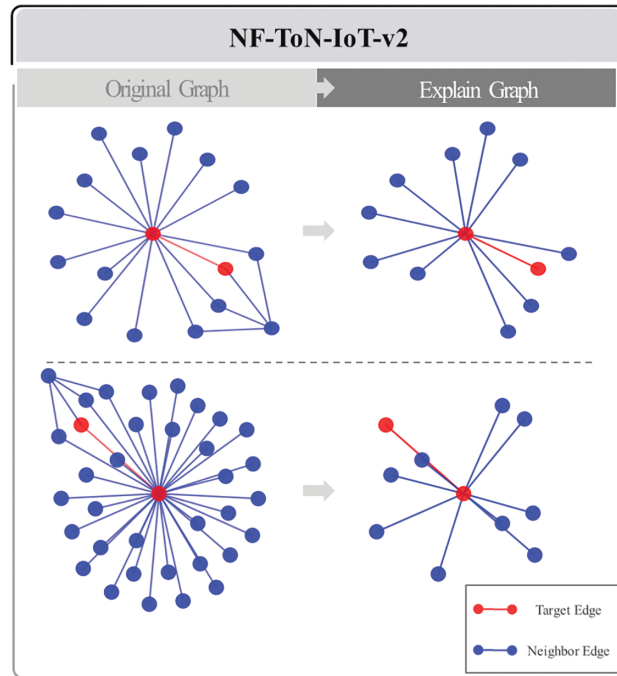 NF-ToN-IoT-v2
Original Graph
Explain Graph
Target Edge
Neighbor Edge